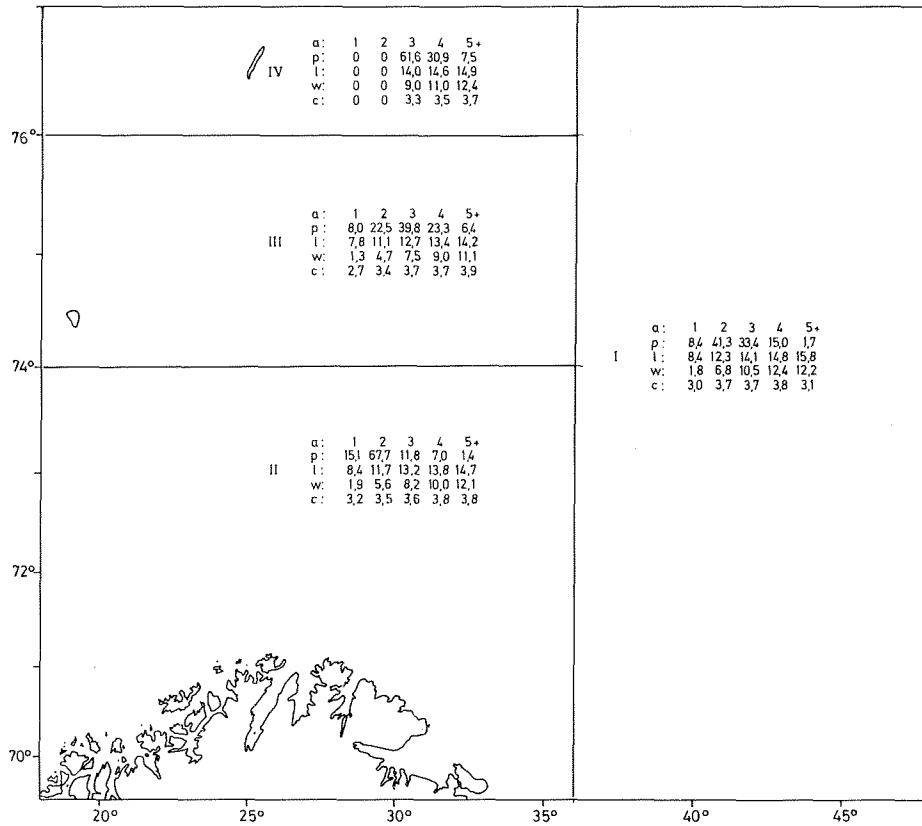 a: 1 2 3 4 5+
p: 0 0 61,6 30,9 7,5
IV l: 0 0 14,0 14,6 14,9
w: 0 0 9,0 11,0 12,4
c: 0 0 3,3 3,5 3,7
76°
a: 1 2 3 4 5+
p: 8,0 22,5 39,8 23,3 6,4
III l: 7,8 11,1 12,7 13,4 14,2
w: 1,3 4,7 7,5 9,0 11,1
c: 2,7 3,4 3,7 3,7 3,9
a: 1 2 3 4 5+
p: 8,4 41,3 33,4 15,0 1,7
I l: 8,4 12,3 14,1 14,8 15,8
w: 1,8 6,8 10,5 12,4 12,2
c: 3,0 3,7 3,7 3,8 3,1
74°
a: 1 2 3 4 5+
p: 15,1 67,7 11,8 7,0 1,4
II l: 8,4 11,7 13,2 13,8 14,7
w: 1,9 5,6 8,2 10,0 12,1
c: 3,2 3,5 3,6 3,8 3,8
72°
70°
20° 25° 30° 35° 40° 45°